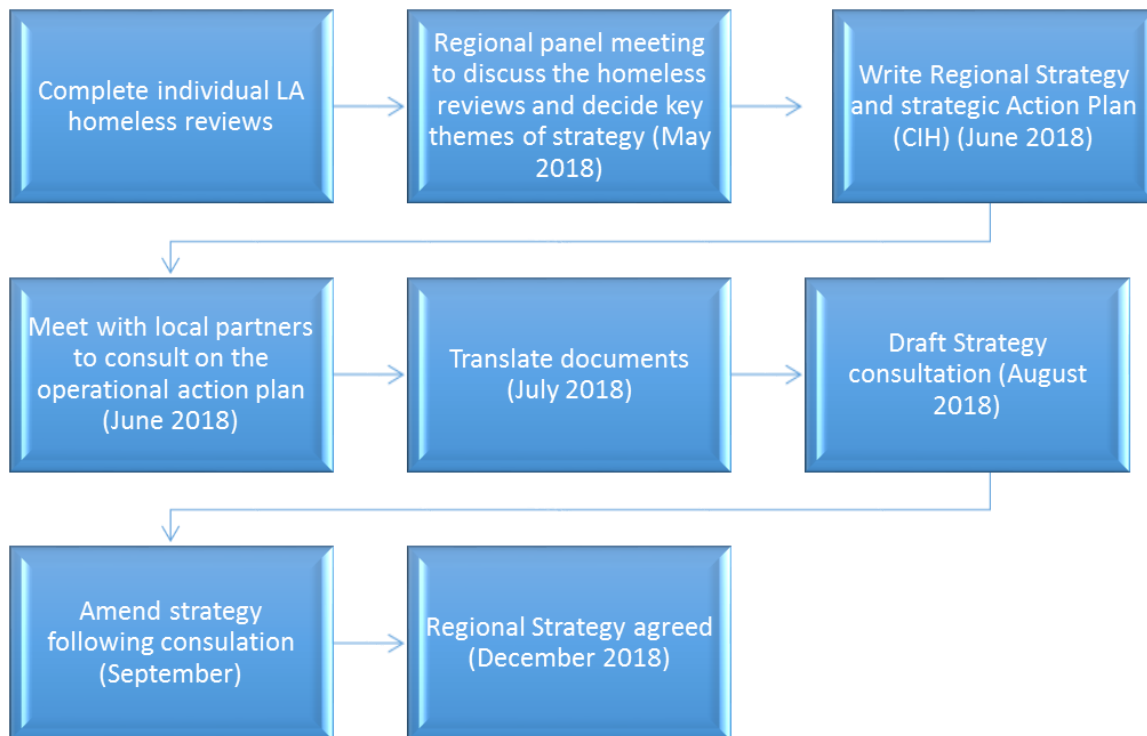 Complete individual LA
homeless reviews
Regional panel meeting
to discuss the homeless
reviews and decide key
themes of strategy (May
2018)
Write Regional Strategy
and strategic Action Plan
(CIH) (June 2018)
Meet with local partners
to consult on the
operational action plan
(June 2018)
Translate documents
(July 2018)
Draft Strategy
consultation (August
2018)
Amend strategy
following consulation
(September)
Regional Strategy agreed
(December 2018)